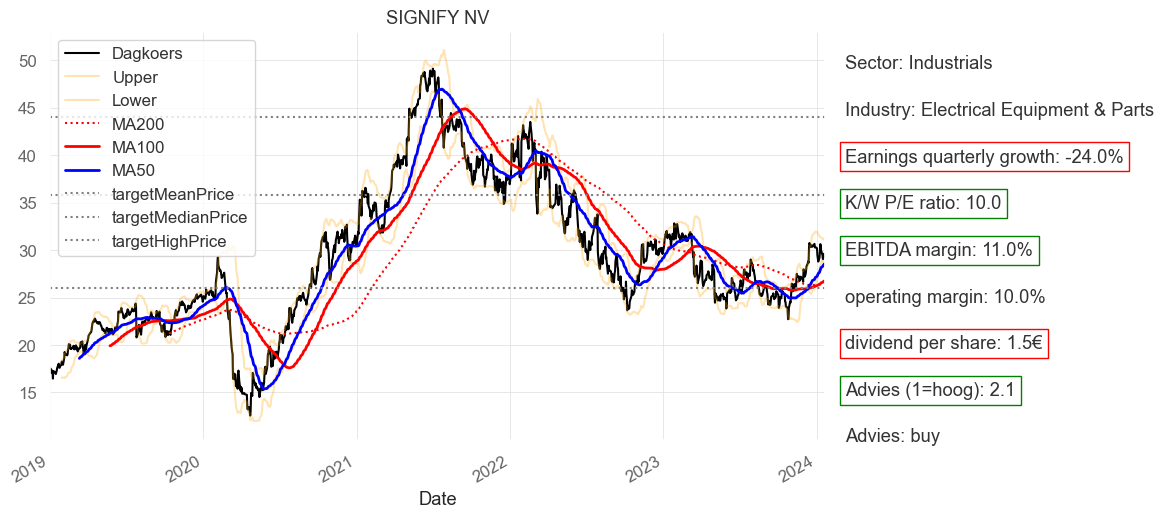 SIGNIFY NV
50
45
40
35
30
25
20
15
Dagkoers
Upper
Lower
MA200
MA100
MA50
targetMeanPrice
targetMedianPrice
targetHighPrice
2019
2020
2021
2022
2023
2024
Date
Sector: Industrials
Industry: Electrical Equipment & Parts
Earnings quarterly growth: -24.0%
K/W P/E ratio: 10.0
EBITDA margin: 11.0%
operating margin: 10.0%
dividend per share: 1.5€
Advies (1=hoog): 2.1
Advies: buy